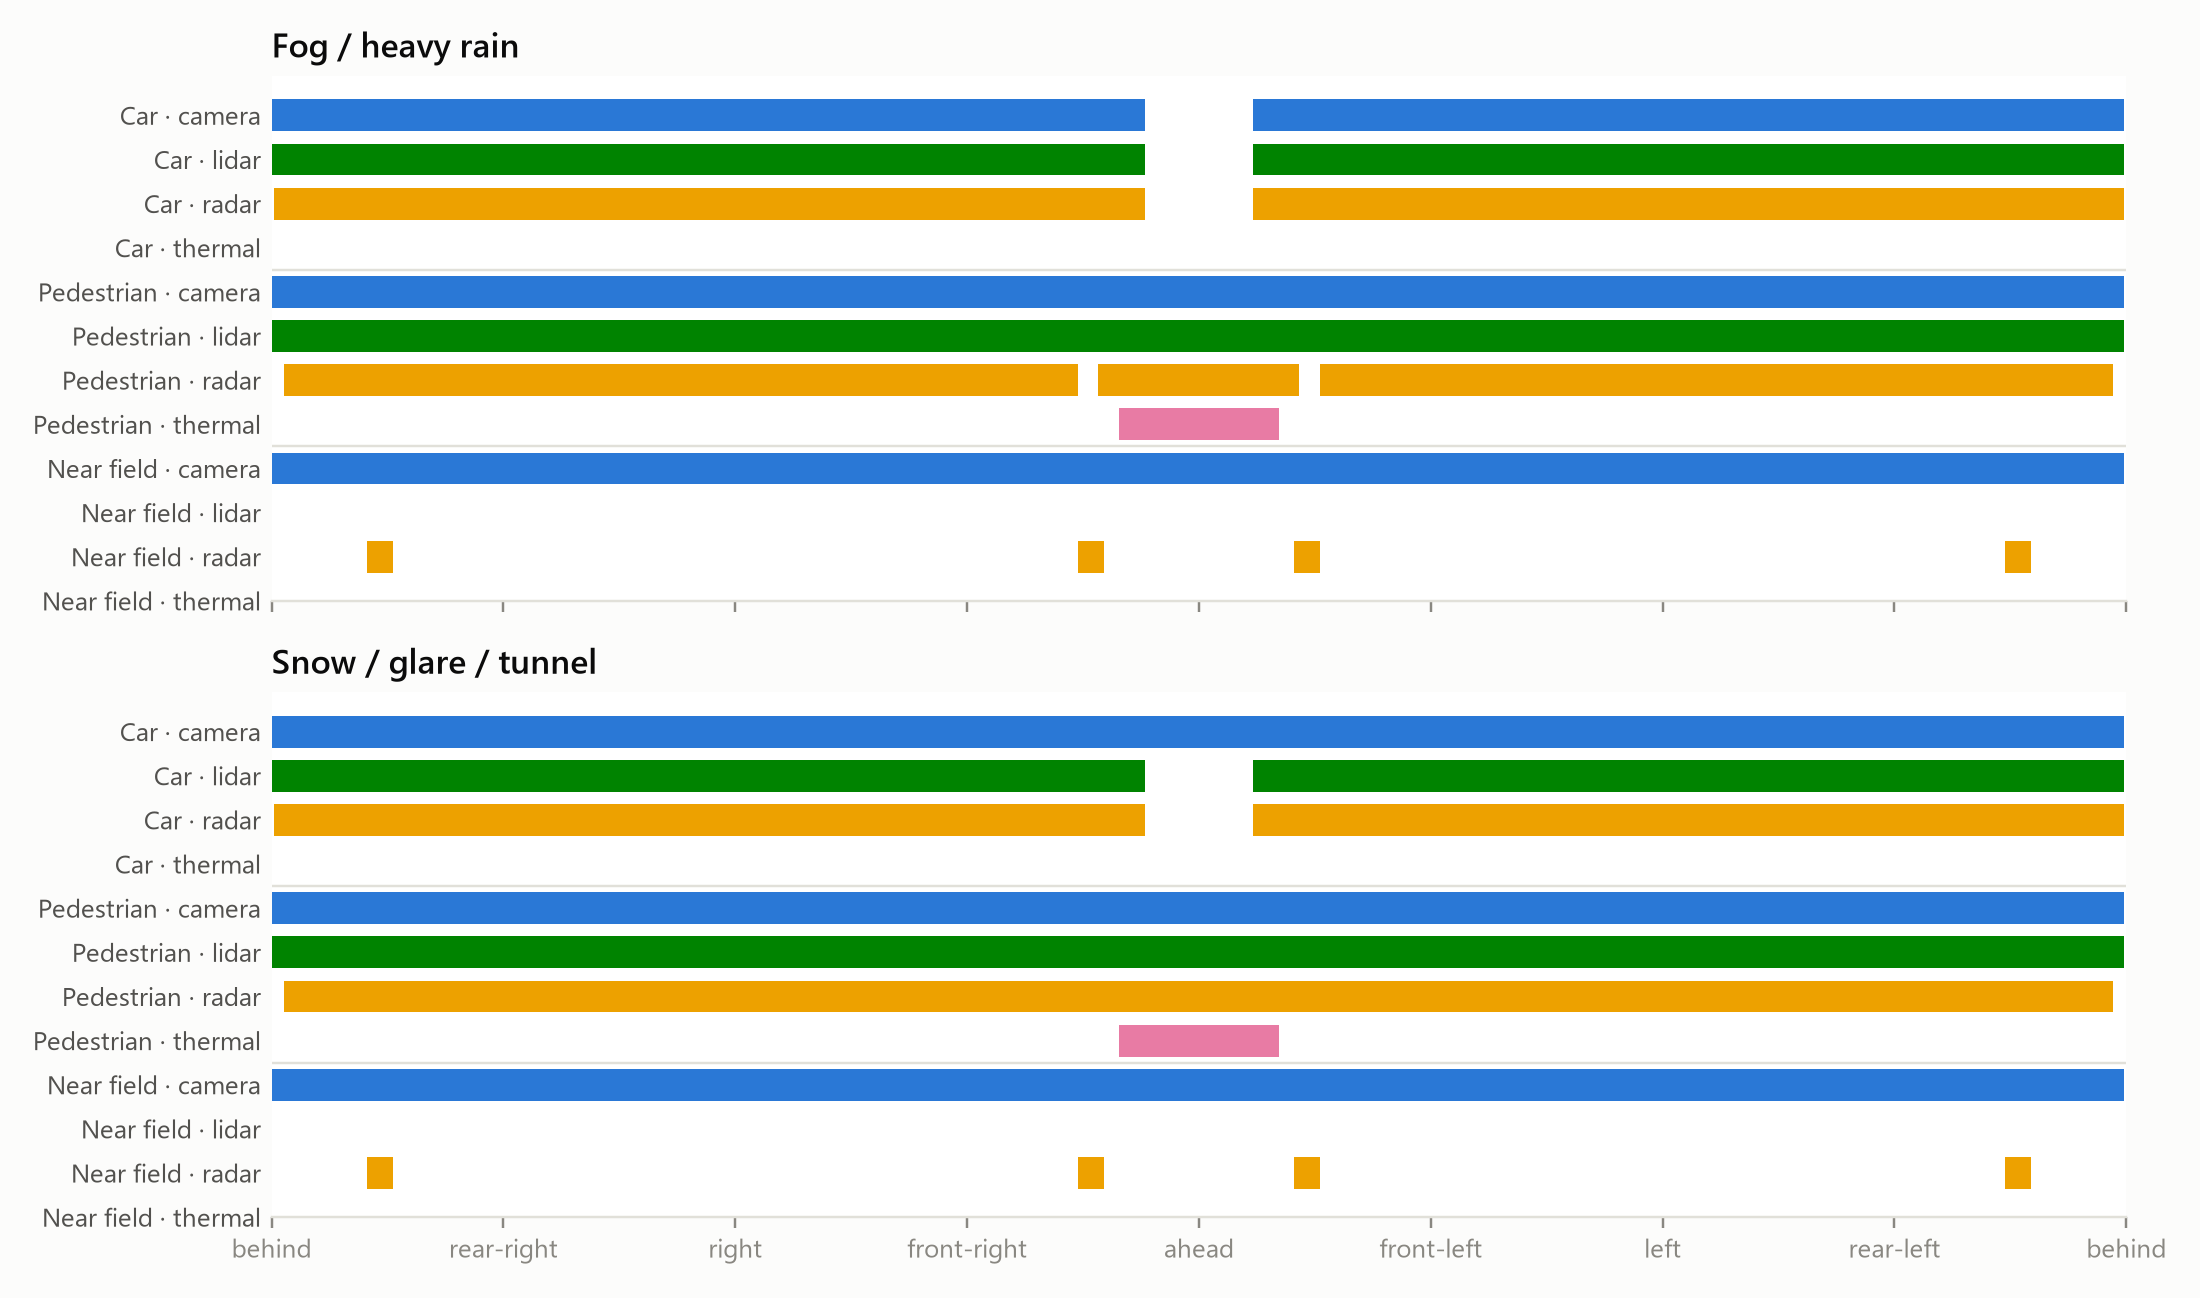 Fog / heavy rain
Car · camera
Car · lidar
Car · radar
Car · thermal
Pedestrian · camera
Pedestrian · lidar
Pedestrian · radar
Pedestrian · thermal
Near field · camera
Near field · lidar
Near field · radar
Near field · thermal
Snow / glare / tunnel
Car · camera
Car · lidar
Car · radar
Car · thermal
Pedestrian · camera
Pedestrian · lidar
Pedestrian · radar
Pedestrian · thermal
Near field · camera
Near field · lidar
Near field · radar
Near field · thermal
behind rear-right right front-right ahead front-left left rear-left behind